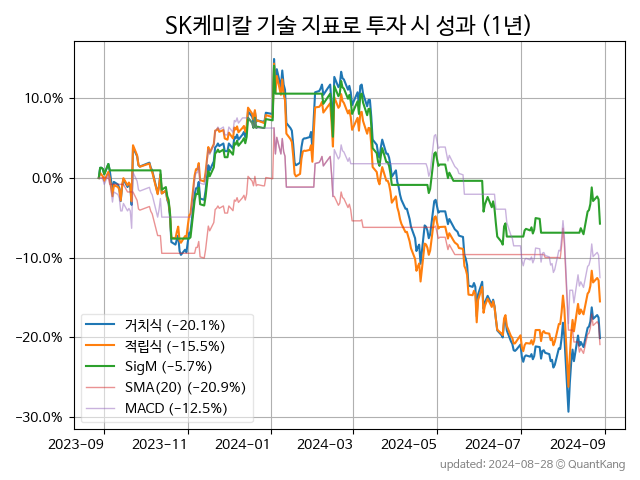 SK케미칼 기술 지표로 투자 시 성과 (1년)
10.0%
0.0%
−10.0%
−20.0%
−30.0%
거치식 (−20.1%)
적립식 (−15.5%)
SigM (−5.7%)
SMA(20) (−20.9%)
MACD (−12.5%)
2023−09 2023−11 2024−01 2024−03 2024−05 2024−07 2024−09
updated: 2024−08−28 @ QuantKang